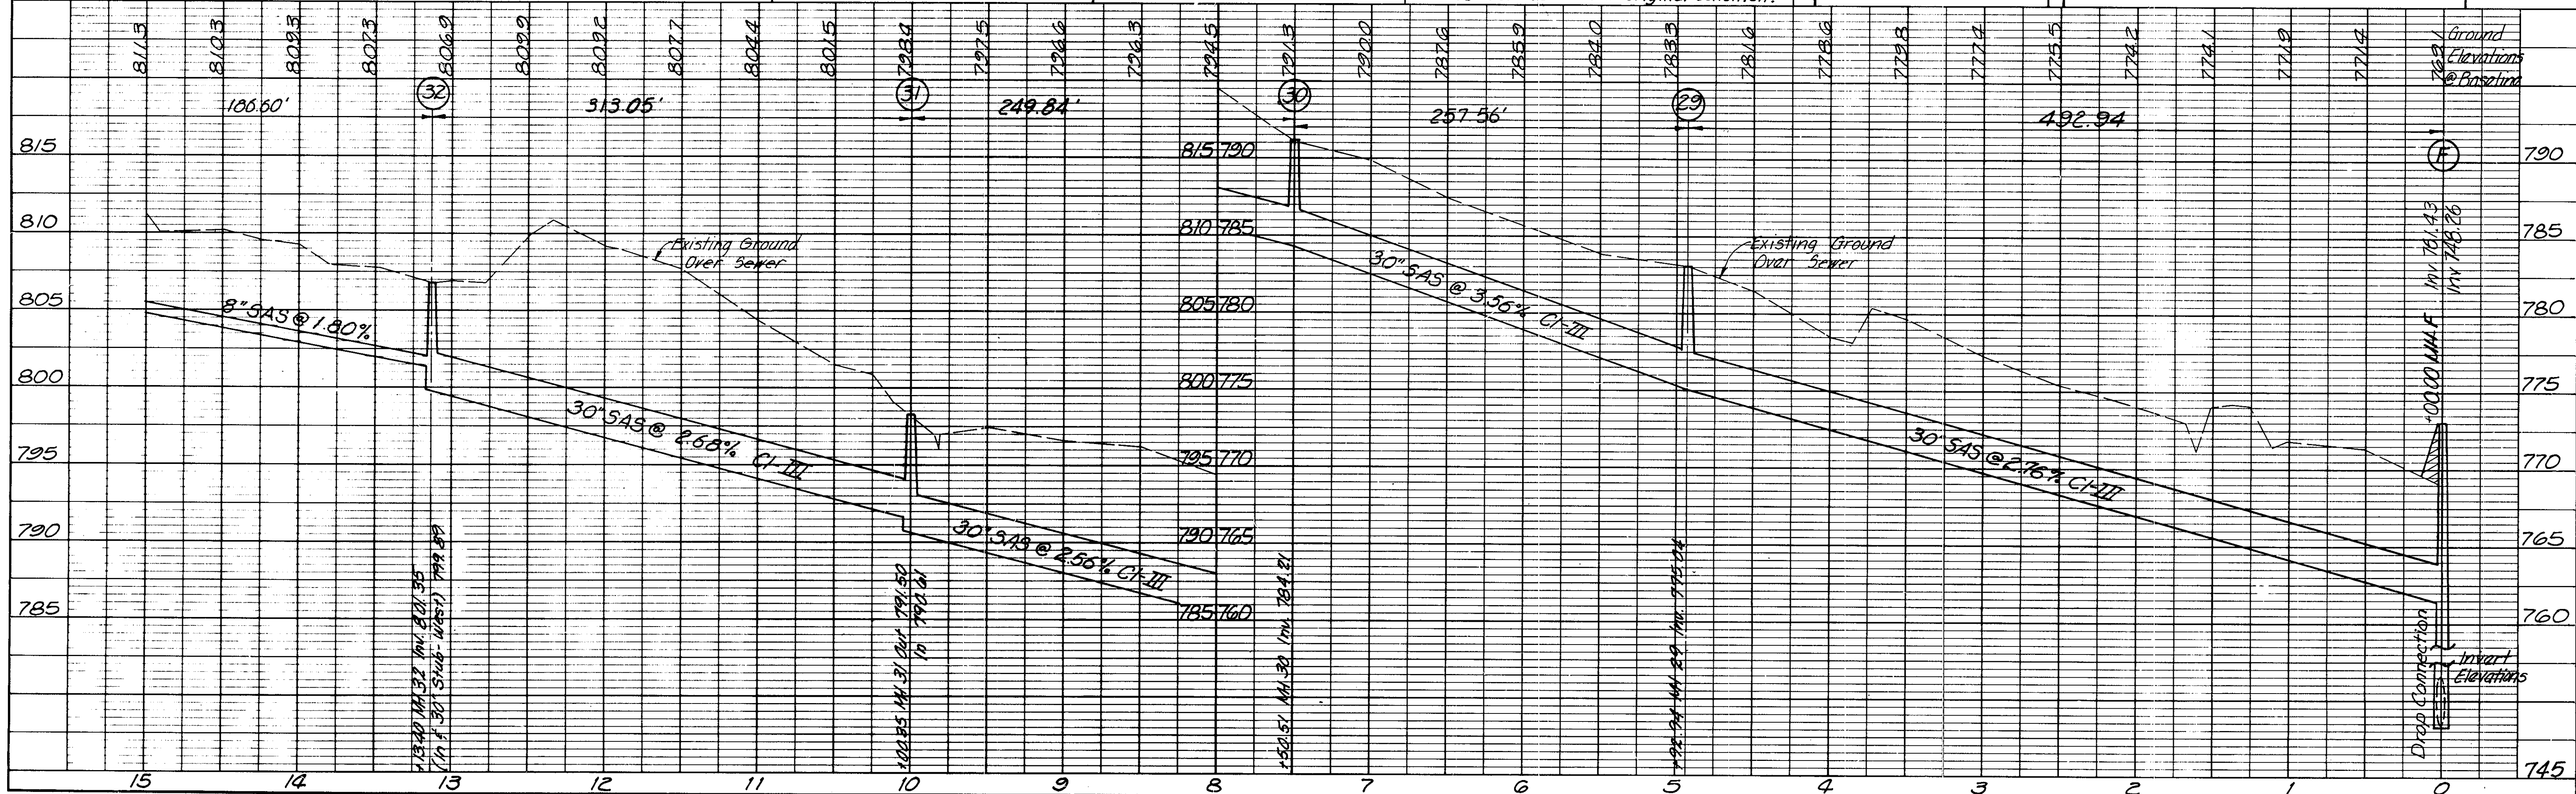 original condition.
811.3 810.3 809.3 807.3 806.9 809.9 809.2 807.7 804.4 801.5 798.4 797.5 796.6 796.3 794.5 791.3 790.0 787.6 785.9 784.0 783.3 781.6 778.6 779.8 777.4 775.5 774.2 774.1 771.9 771.4 769.1
Ground
Elevations
@ Baseline
32 31 30 29 F
186.60' 313.05' 249.84' 257.56' 492.94
815 815 790 790
810 810 785 785
805 805 780 780
800 800 775 775
795 795 770 770
790 790 765 765
785 785 760 760
745
Existing Ground
Over Sewer
Existing Ground
Over Sewer
8" SAS @ 1.80%
30" SAS @ 2.68% Cl-III
30" SAS @ 2.56% Cl-III
30" SAS @ 3.56% Cl-III
30" SAS @ 2.76% Cl-III
+13.40 MH 32 Inv. 801.35
(In & 30" Stub-West) 799.89
+00.35 MH 31 Out 791.50
In 790.61
+50.51 MH 30 Inv. 784.21
+92.94 MH 29 Inv. 775.04
+00.00 MH F Inv 761.43
Inv 748.26
Drop Connection
Invert
Elevations
15 14 13 12 11 10 9 8 7 6 5 4 3 2 1 0